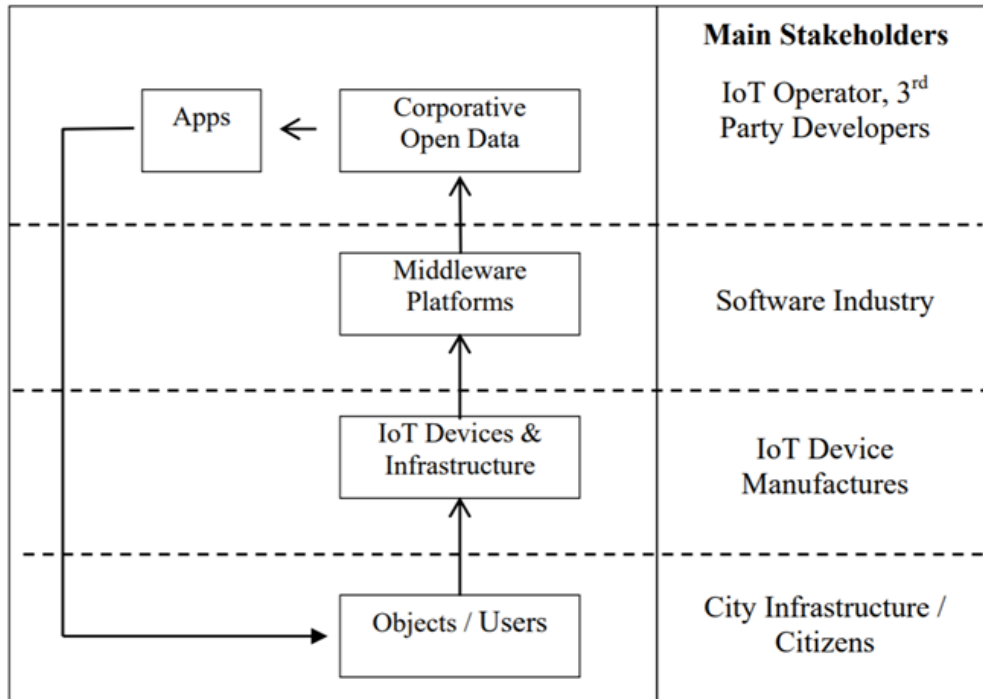 Main Stakeholders
Apps
Corporative
Open Data
IoT Operator, 3rd
Party Developers
Middleware
Platforms
Software Industry
IoT Devices &
Infrastructure
IoT Device
Manufactures
Objects / Users
City Infrastructure /
Citizens